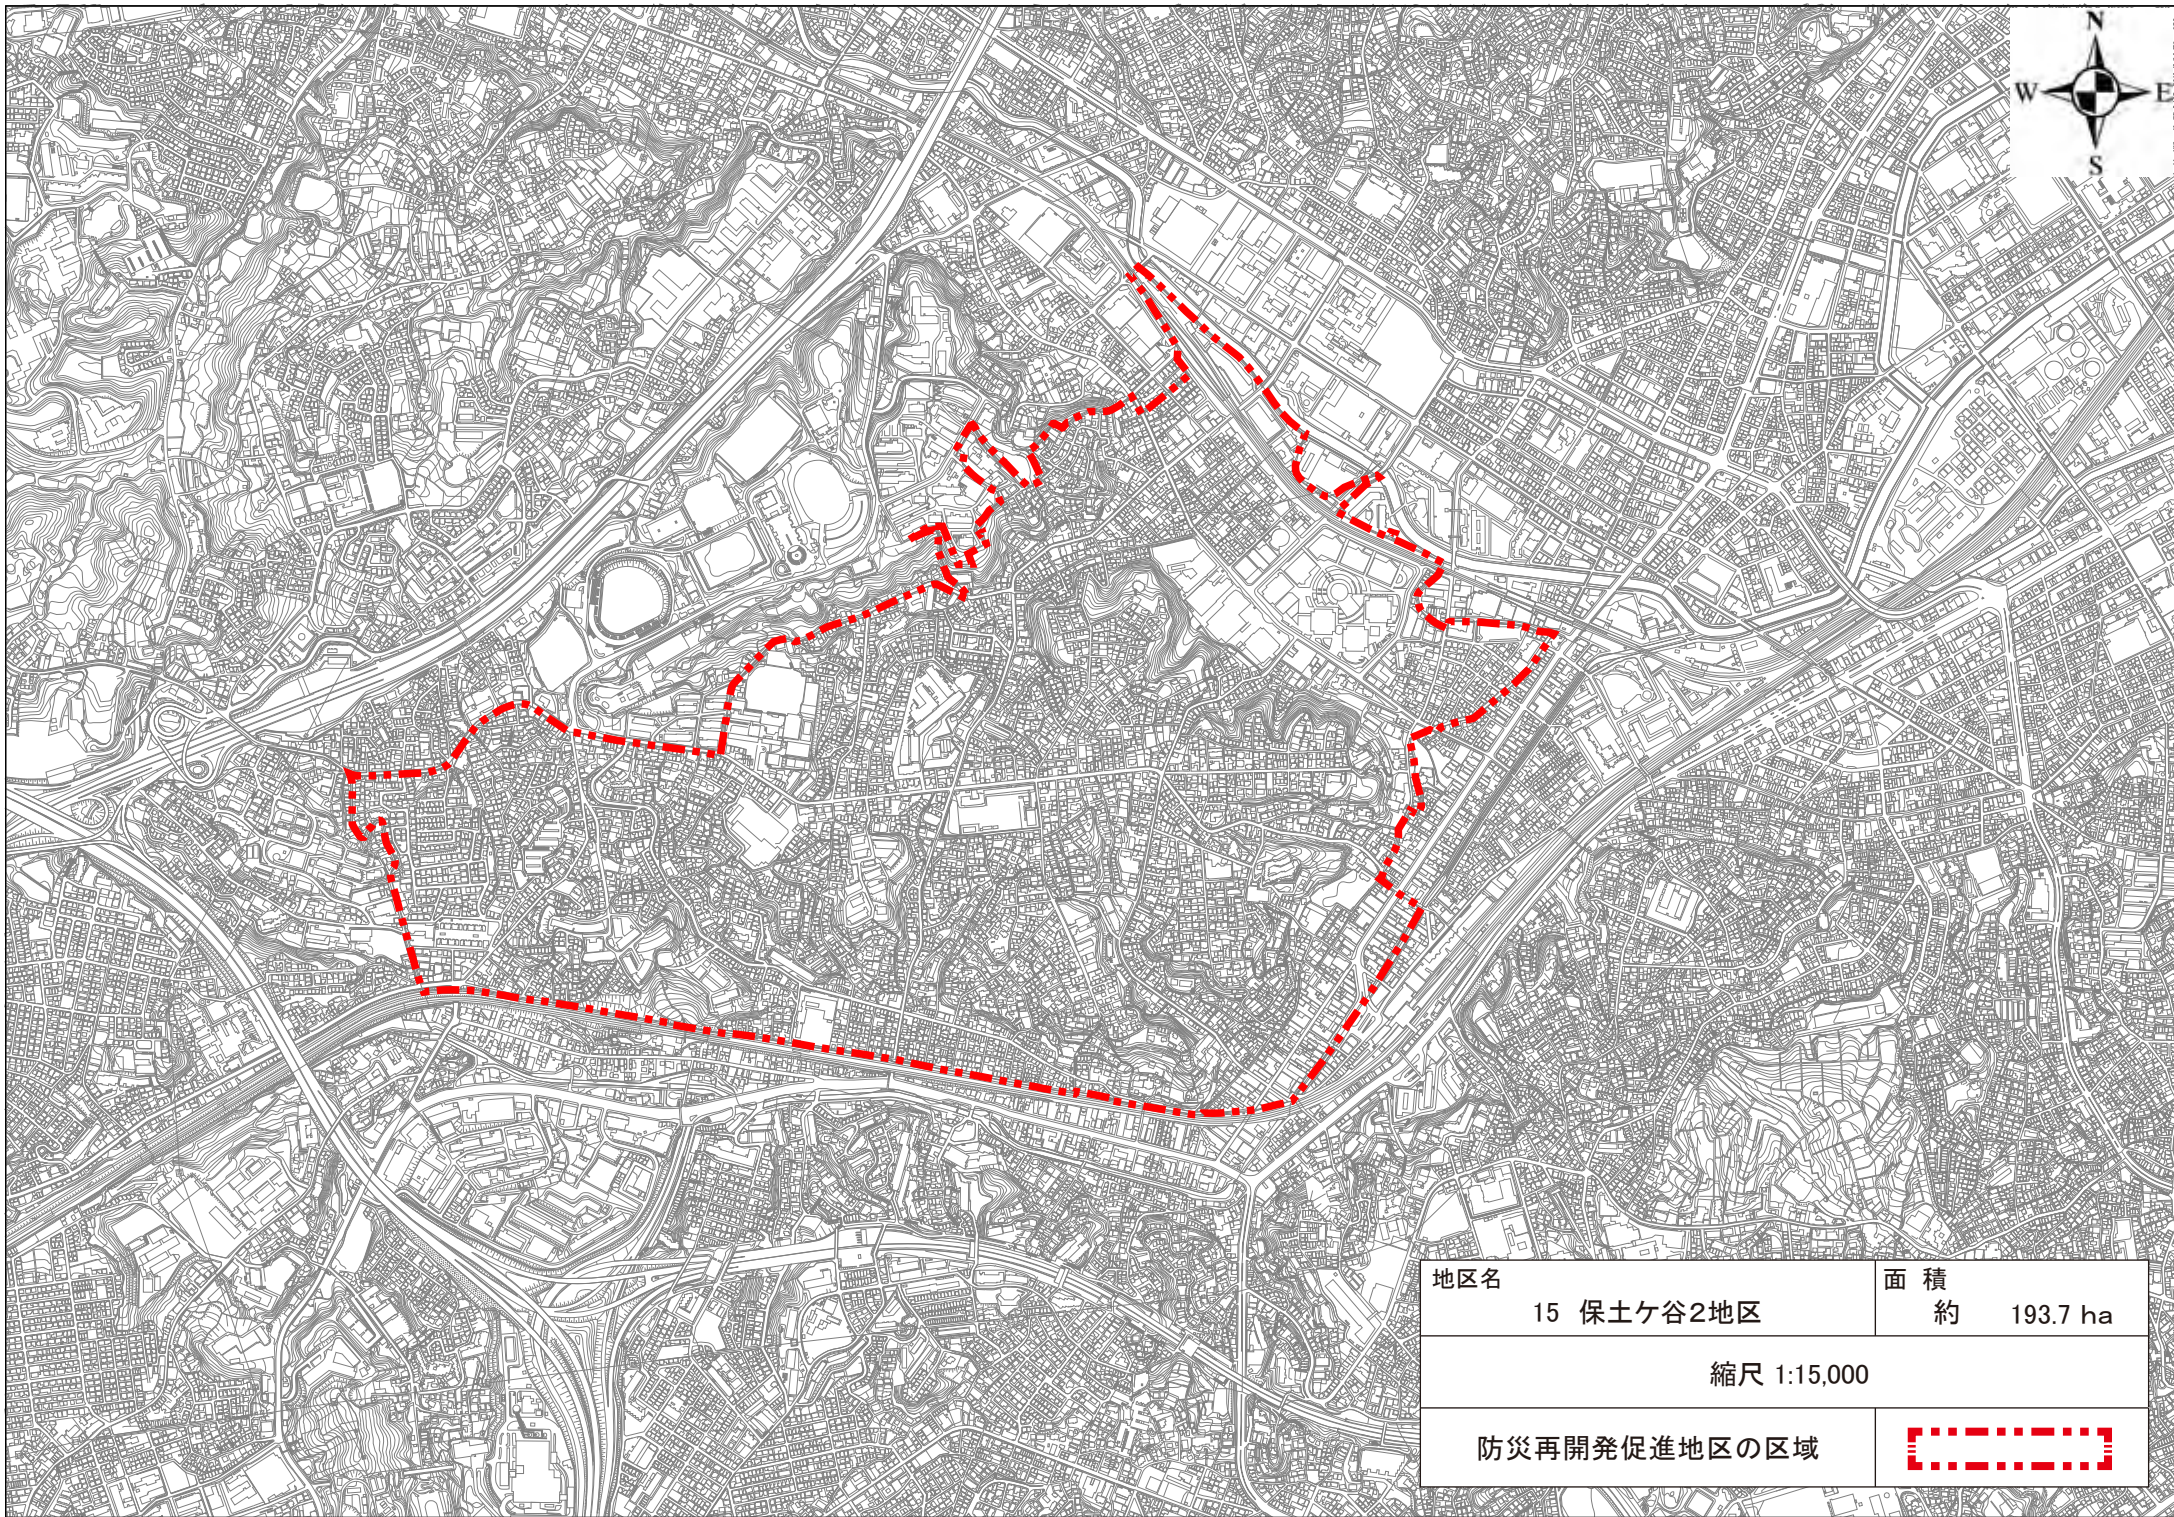 N
W E
S
地区名
15 保土ケ谷2地区
面 積
約 193.7 ha
縮尺 1:15,000
防災再開発促進地区の区域